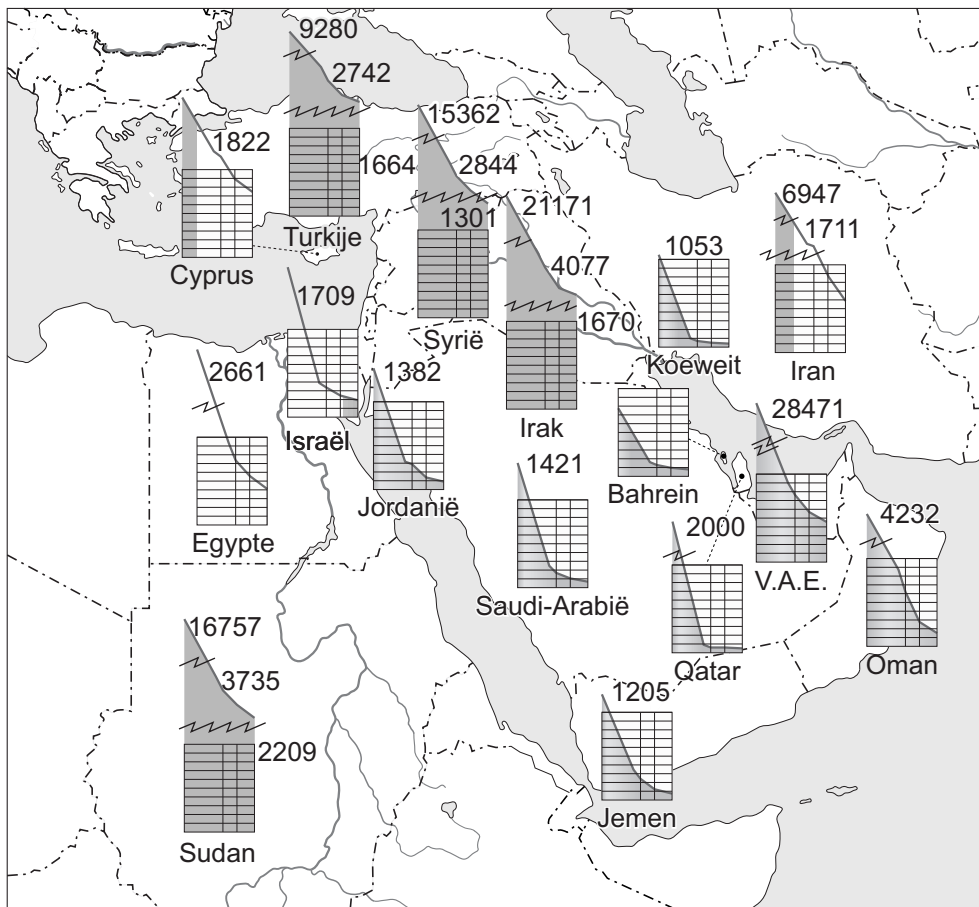 9280
2742
1664
Turkije
1822
Cyprus
15362
2844
1301
Syrië
21171
4077
1670
Irak
1053
Koeweit
6947
1711
Iran
1709
Israël
2661
Egypte
1382
Jordanië
1421
Saudi-Arabië
Bahrein
2000
Qatar
28471
V.A.E.
4232
Oman
16757
3735
2209
Sudan
1205
Jemen